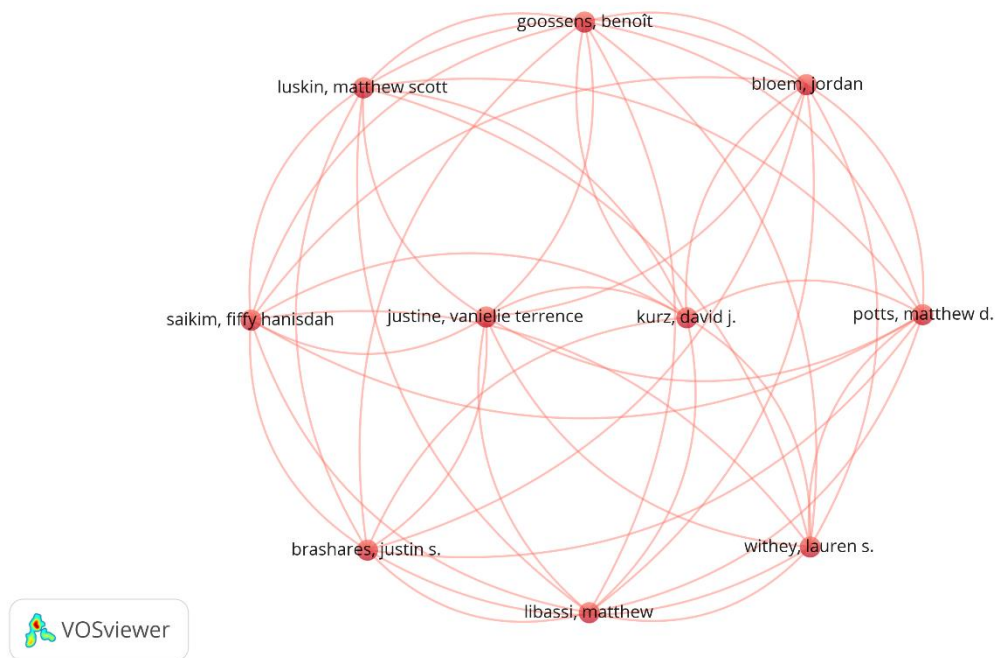 goossens, benoît
luskin, matthew scott
bloem, jordan
saikim, fiffy hanisdah
justine, vanielie terrence
kurz, david j.
potts, matthew d.
brashares, justin s.
withey, lauren s.
libassi, matthew
VOSviewer